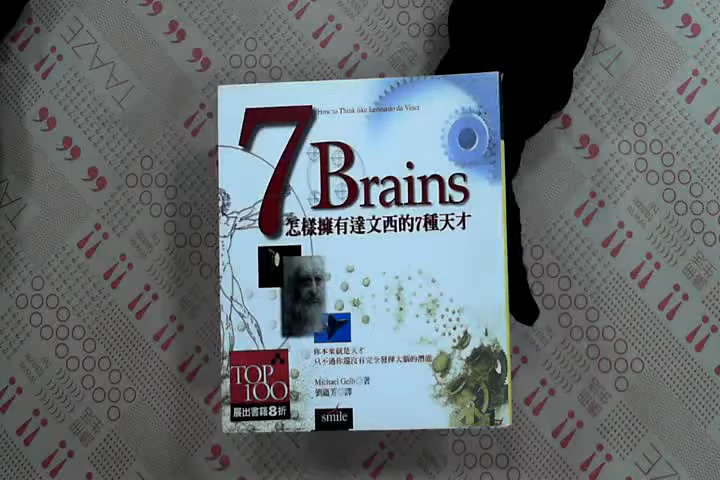 How to Think like Leonardo da Vinci
7 Brains
怎樣擁有達文西的7種天才
你本來就是天才
只不過你還沒有完全發揮大腦的潛能
Michael Gelb◎著
劉蘊芳◎譯
TOP
100
展出書籍8折
smile
TAAZE
TAAZE